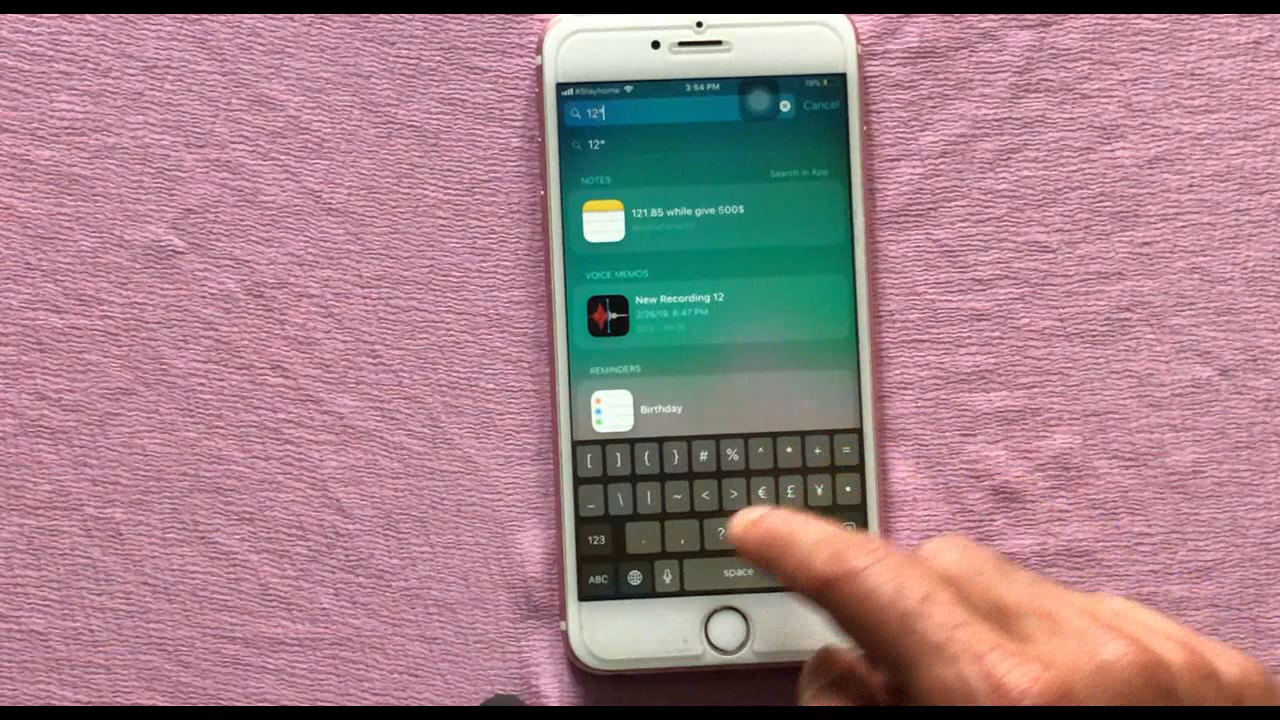 #Stayhome 3:54 PM 19%
12° Cancel
12°
NOTES Search in App
121.85 while give 500$
VOICE MEMOS
New Recording 12
2/26/19, 6:47 PM
REMINDERS
Birthday
[ ] { } # % ^ * + =
_ \ | ~ < > € £ ¥ •
123 . , ?
ABC space